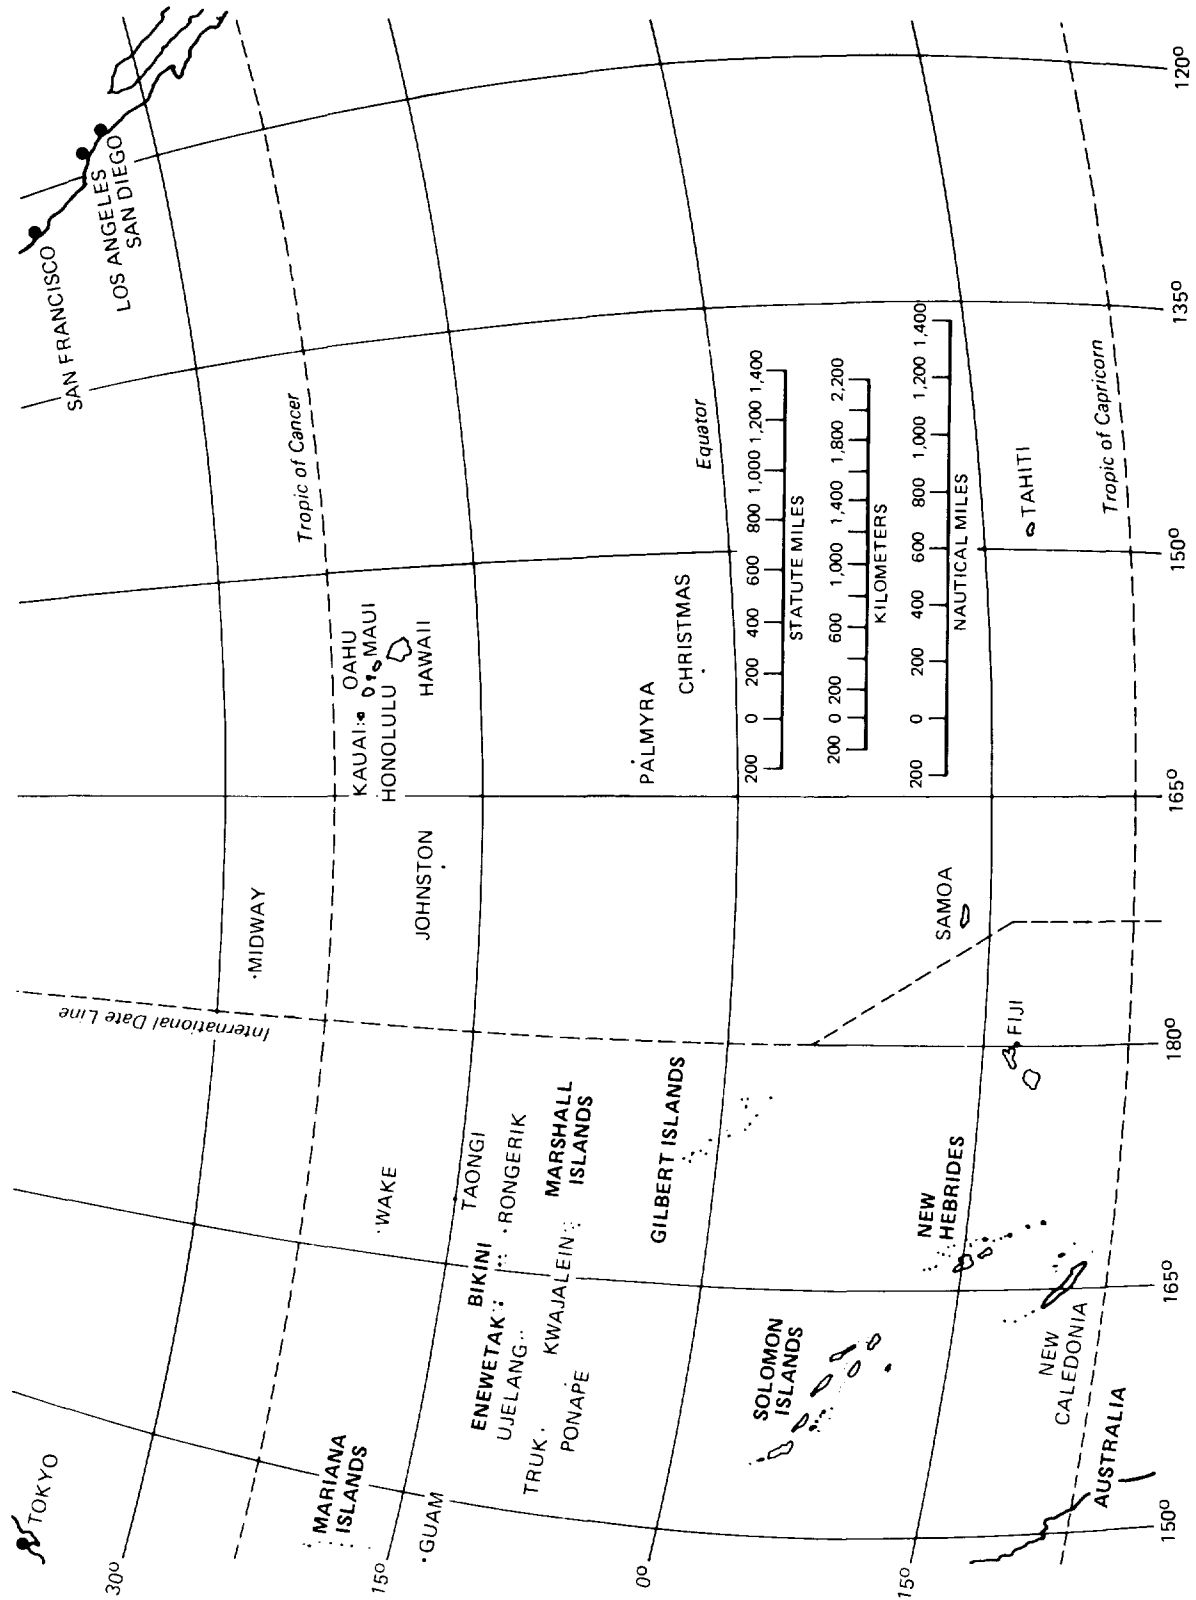 SAN FRANCISCO
LOS ANGELES
SAN DIEGO
Tropic of Cancer
OAHU
MAUI
KAUAI
HONOLULU
HAWAII
MIDWAY
JOHNSTON
International Date Line
WAKE
TAONGI
RONGERIK
MARSHALL
ISLANDS
BIKINI
ENEWETAK
UJELANG
KWAJALEIN
TRUK
PONAPE
MARIANA
ISLANDS
GUAM
TOKYO
PALMYRA
CHRISTMAS
Equator
GILBERT ISLANDS
200 0 200 400 600 800 1,000 1,200 1,400
STATUTE MILES
200 0 200 600 1,000 1,400 1,800 2,200
KILOMETERS
200 0 200 400 600 800 1,000 1,200 1,400
NAUTICAL MILES
SAMOA
FIJI
TAHITI
Tropic of Capricorn
NEW
HEBRIDES
SOLOMON
ISLANDS
NEW
CALEDONIA
AUSTRALIA
30°
15°
0°
15°
150°
165°
180°
165°
150°
135°
120°